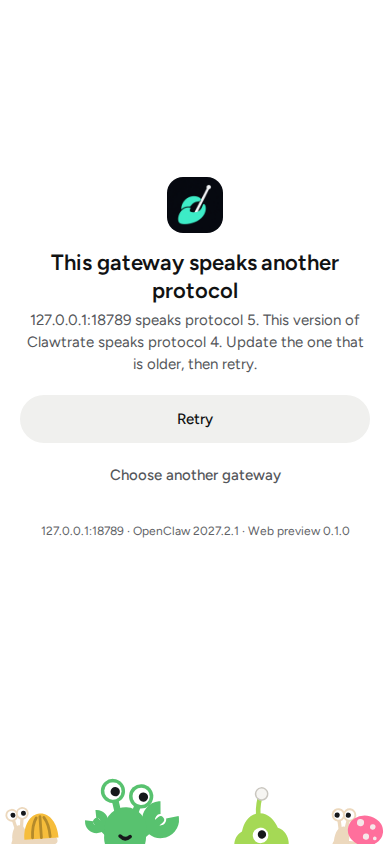 This gateway speaks another
protocol
127.0.0.1:18789 speaks protocol 5. This version of
Clawtrate speaks protocol 4. Update the one that
is older, then retry.
Retry
Choose another gateway
127.0.0.1:18789 · OpenClaw 2027.2.1 · Web preview 0.1.0